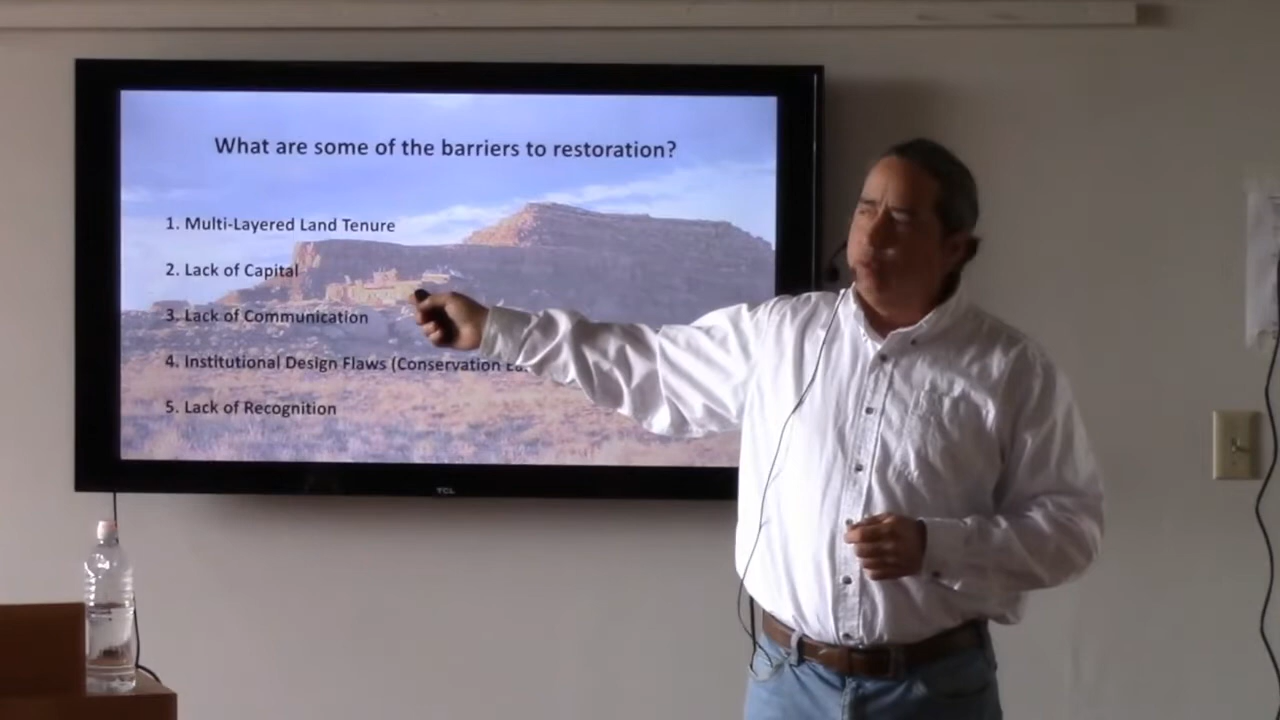 What are some of the barriers to restoration?
1. Multi-Layered Land Tenure
2. Lack of Capital
3. Lack of Communication
4. Institutional Design Flaws (Conservation
5. Lack of Recognition
TCL